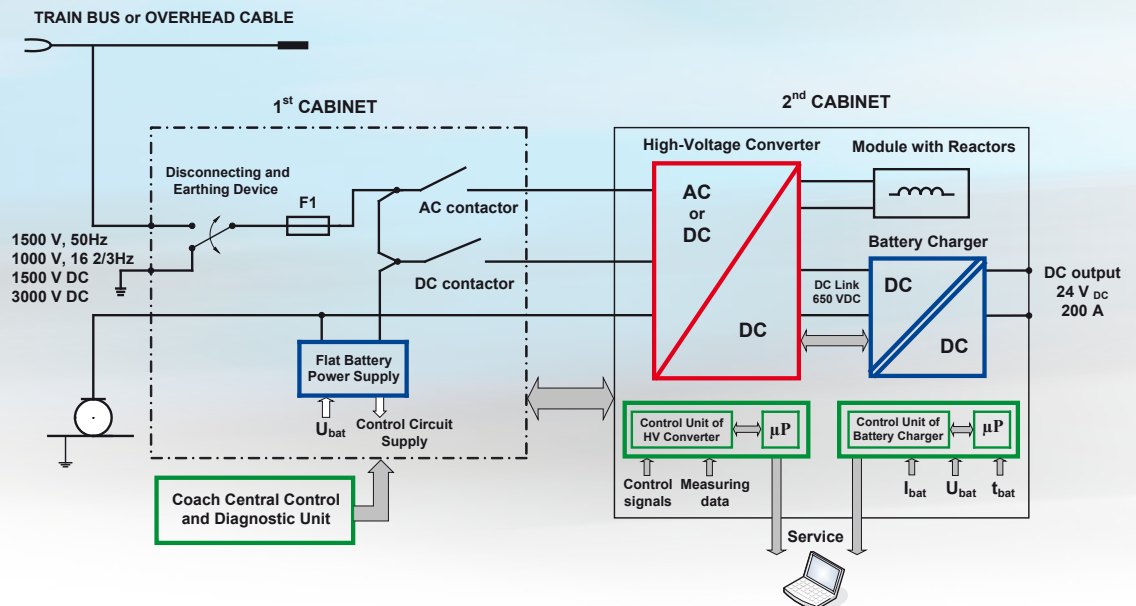 TRAIN BUS or OVERHEAD CABLE
1st CABINET
2nd CABINET
High-Voltage Converter
Module with Reactors
Disconnecting and
Earthing Device
F1
AC contactor
DC contactor
AC
or
DC
DC
1500 V, 50Hz
1000 V, 16 2/3Hz
1500 V DC
3000 V DC
Battery Charger
DC Link
650 VDC
DC
DC
DC output
24 V DC
200 A
Flat Battery
Power Supply
Ubat
Control Circuit
Supply
Control Unit of
HV Converter
µP
Control Unit of
Battery Charger
µP
Control
signals
Measuring
data
Ibat
Ubat
tbat
Coach Central Control
and Diagnostic Unit
Service